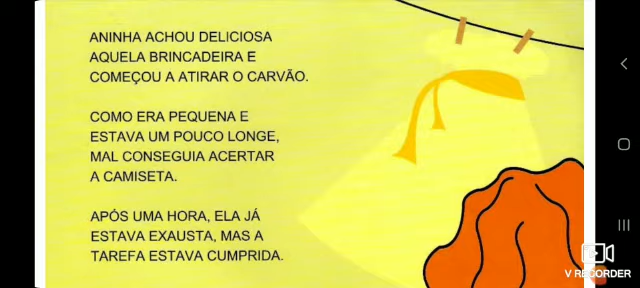 ANINHA ACHOU DELICIOSA
AQUELA BRINCADEIRA E
COMEÇOU A ATIRAR O CARVÃO.
COMO ERA PEQUENA E
ESTAVA UM POUCO LONGE,
MAL CONSEGUIA ACERTAR
A CAMISETA.
APÓS UMA HORA, ELA JÁ
ESTAVA EXAUSTA, MAS A
TAREFA ESTAVA CUMPRIDA.
V RECORDER